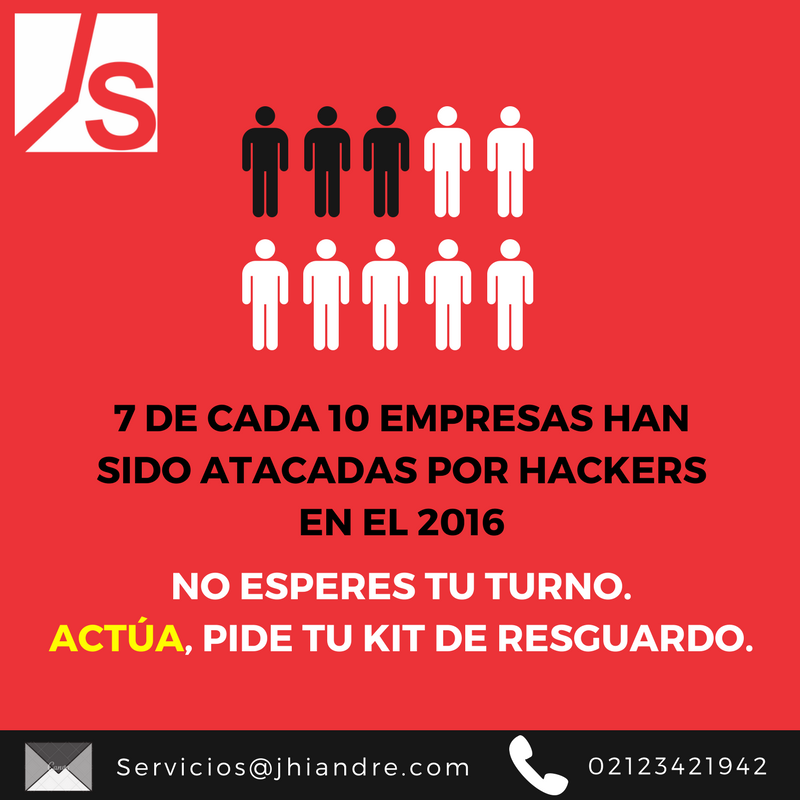 JS
7 DE CADA 10 EMPRESAS HAN
SIDO ATACADAS POR HACKERS
EN EL 2016
NO ESPERES TU TURNO.
ACTÚA, PIDE TU KIT DE RESGUARDO.
Servicios@jhiandre.com 02123421942